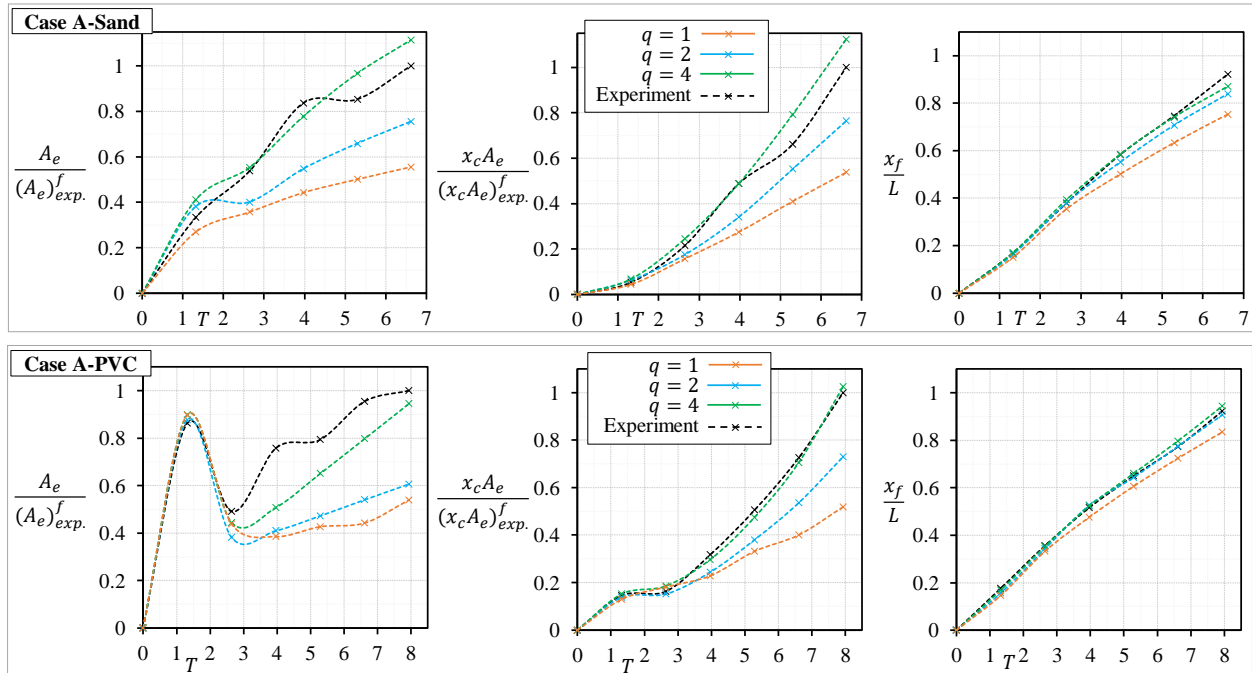 Case A-Sand
A_e
(A_e)^f_exp.
1
0.8
0.6
0.4
0.2
0
0 1 T 2 3 4 5 6 7
x_c A_e
(x_c A_e)^f_exp.
1
0.8
0.6
0.4
0.2
0
0 1 T 2 3 4 5 6 7
q = 1
q = 2
q = 4
Experiment
x_f
L
1
0.8
0.6
0.4
0.2
0
0 1 T 2 3 4 5 6 7
Case A-PVC
A_e
(A_e)^f_exp.
1
0.8
0.6
0.4
0.2
0
0 1 T 2 3 4 5 6 7 8
x_c A_e
(x_c A_e)^f_exp.
1
0.8
0.6
0.4
0.2
0
0 1 2 T 3 4 5 6 7 8
q = 1
q = 2
q = 4
Experiment
x_f
L
1
0.8
0.6
0.4
0.2
0
0 1 T 2 3 4 5 6 7 8